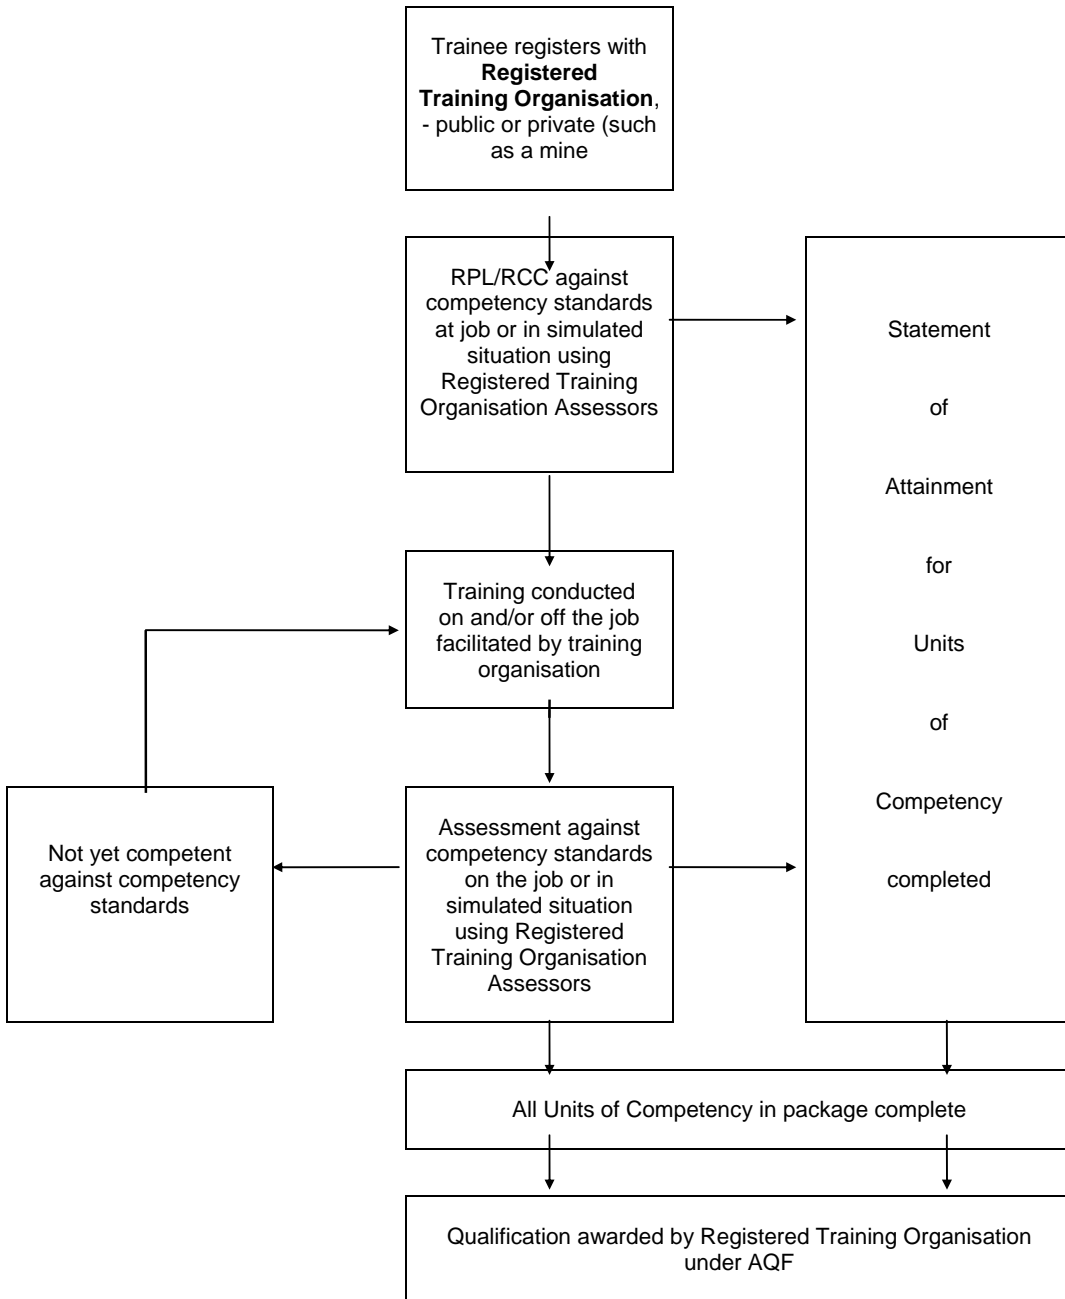 Trainee registers with
Registered
Training Organisation,
- public or private (such
as a mine
RPL/RCC against
competency standards
at job or in simulated
situation using
Registered Training
Organisation Assessors
Statement
of
Attainment
for
Units
of
Competency
completed
Training conducted
on and/or off the job
facilitated by training
organisation
Not yet competent
against competency
standards
Assessment against
competency standards
on the job or in
simulated situation
using Registered
Training Organisation
Assessors
All Units of Competency in package complete
Qualification awarded by Registered Training Organisation
under AQF